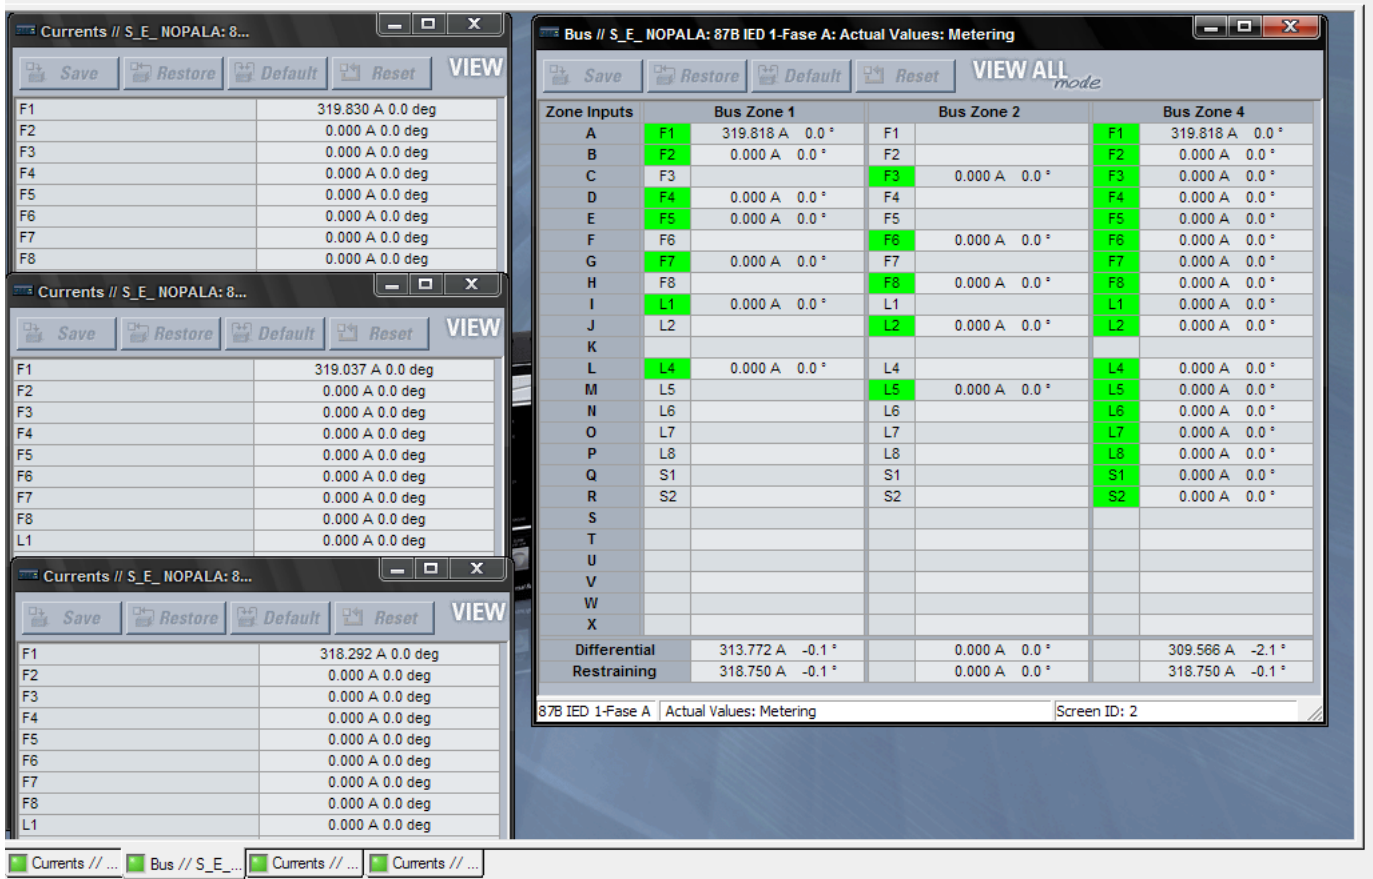 Currents // S_E_ NOPALA: 8...
Save Restore Default Reset VIEW
F1 319.830 A 0.0 deg
F2 0.000 A 0.0 deg
F3 0.000 A 0.0 deg
F4 0.000 A 0.0 deg
F5 0.000 A 0.0 deg
F6 0.000 A 0.0 deg
F7 0.000 A 0.0 deg
F8 0.000 A 0.0 deg
Currents // S_E_ NOPALA: 8...
Save Restore Default Reset VIEW
F1 319.037 A 0.0 deg
F2 0.000 A 0.0 deg
F3 0.000 A 0.0 deg
F4 0.000 A 0.0 deg
F5 0.000 A 0.0 deg
F6 0.000 A 0.0 deg
F7 0.000 A 0.0 deg
F8 0.000 A 0.0 deg
L1 0.000 A 0.0 deg
Currents // S_E_ NOPALA: 8...
Save Restore Default Reset VIEW
F1 318.292 A 0.0 deg
F2 0.000 A 0.0 deg
F3 0.000 A 0.0 deg
F4 0.000 A 0.0 deg
F5 0.000 A 0.0 deg
F6 0.000 A 0.0 deg
F7 0.000 A 0.0 deg
F8 0.000 A 0.0 deg
L1 0.000 A 0.0 deg
Bus // S_E_ NOPALA: 87B IED 1-Fase A: Actual Values: Metering
Save Restore Default Reset VIEW ALL mode
Zone Inputs Bus Zone 1 Bus Zone 2 Bus Zone 4
A F1 319.818 A 0.0 ° F1 F1 319.818 A 0.0 °
B F2 0.000 A 0.0 ° F2 F2 0.000 A 0.0 °
C F3 F3 0.000 A 0.0 ° F3 0.000 A 0.0 °
D F4 0.000 A 0.0 ° F4 F4 0.000 A 0.0 °
E F5 0.000 A 0.0 ° F5 F5 0.000 A 0.0 °
F F6 F6 0.000 A 0.0 ° F6 0.000 A 0.0 °
G F7 0.000 A 0.0 ° F7 F7 0.000 A 0.0 °
H F8 F8 0.000 A 0.0 ° F8 0.000 A 0.0 °
I L1 0.000 A 0.0 ° L1 L1 0.000 A 0.0 °
J L2 L2 0.000 A 0.0 ° L2 0.000 A 0.0 °
K
L L4 0.000 A 0.0 ° L4 L4 0.000 A 0.0 °
M L5 L5 0.000 A 0.0 ° L5 0.000 A 0.0 °
N L6 L6 L6 0.000 A 0.0 °
O L7 L7 L7 0.000 A 0.0 °
P L8 L8 L8 0.000 A 0.0 °
Q S1 S1 S1 0.000 A 0.0 °
R S2 S2 S2 0.000 A 0.0 °
S
T
U
V
W
X
Differential 313.772 A -0.1 ° 0.000 A 0.0 ° 309.566 A -2.1 °
Restraining 318.750 A -0.1 ° 0.000 A 0.0 ° 318.750 A -0.1 °
87B IED 1-Fase A Actual Values: Metering Screen ID: 2
Currents // ... Bus // S_E_... Currents // ... Currents // ...